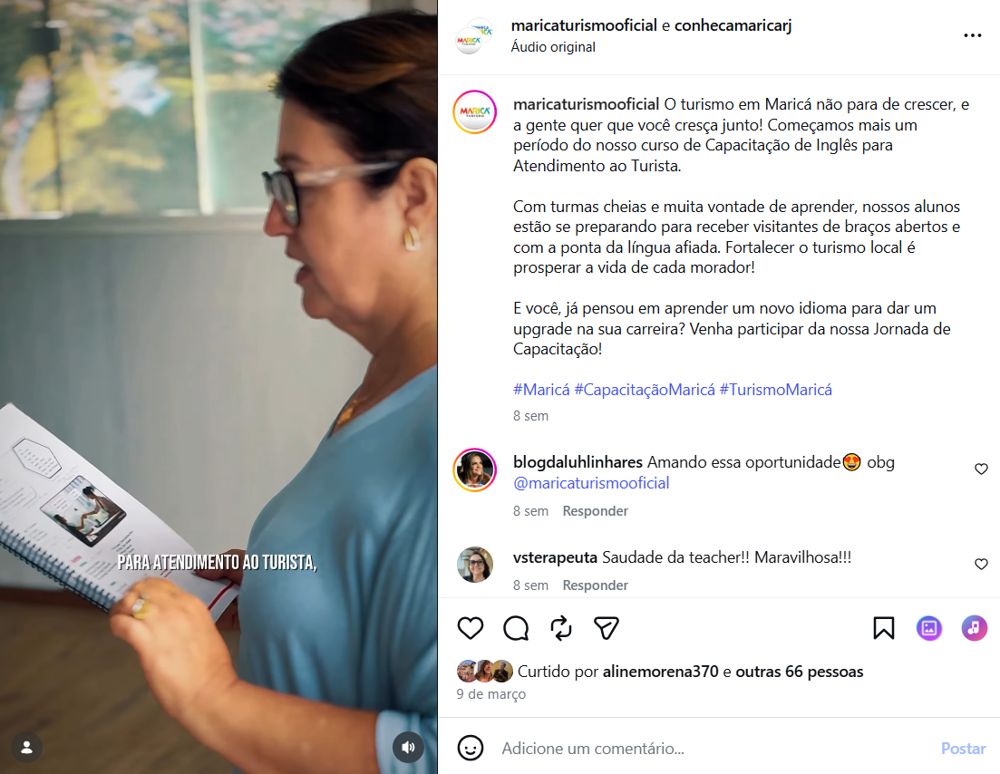 maricaturismooficial e conhecamaricarj
Áudio original
MARICÁ
TURISMO
maricaturismooficial O turismo em Maricá não para de crescer, e
a gente quer que você cresça junto! Começamos mais um
período do nosso curso de Capacitação de Inglês para
Atendimento ao Turista.
Com turmas cheias e muita vontade de aprender, nossos alunos
estão se preparando para receber visitantes de braços abertos e
com a ponta da língua afiada. Fortalecer o turismo local é
prosperar a vida de cada morador!
E você, já pensou em aprender um novo idioma para dar um
upgrade na sua carreira? Venha participar da nossa Jornada de
Capacitação!
#Maricá #CapacitaçãoMaricá #TurismoMaricá
8 sem
blogdaluhlinhares Amando essa oportunidade😍 obg
@maricaturismooficial
8 sem Responder
vsterapeuta Saudade da teacher!! Maravilhosa!!!
8 sem Responder
PARA ATENDIMENTO AO TURISTA,
Curtido por alinemorena370 e outras 66 pessoas
9 de março
Adicione um comentário...
Postar